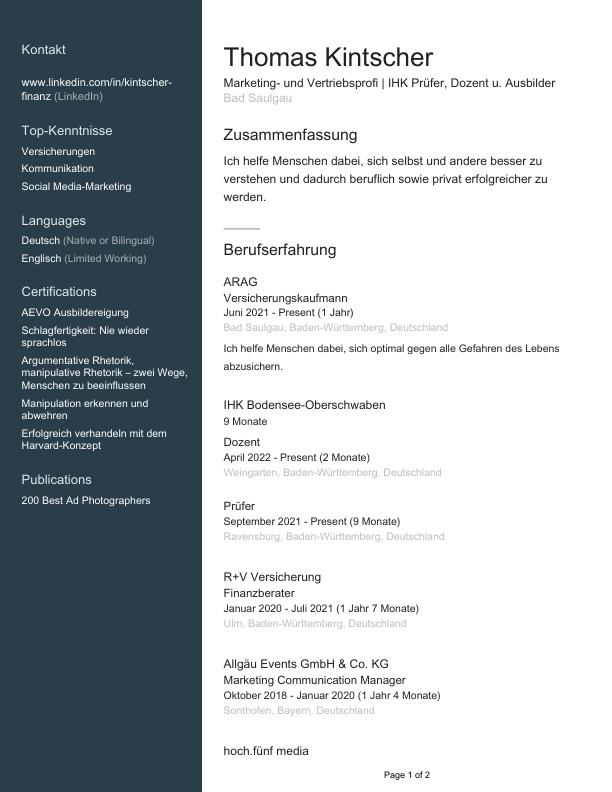 Kontakt
www.linkedin.com/in/kintscher-
finanz (LinkedIn)
Top-Kenntnisse
Versicherungen
Kommunikation
Social Media-Marketing
Languages
Deutsch (Native or Bilingual)
Englisch (Limited Working)
Certifications
AEVO Ausbildereigung
Schlagfertigkeit: Nie wieder
sprachlos
Argumentative Rhetorik,
manipulative Rhetorik – zwei Wege,
Menschen zu beeinflussen
Manipulation erkennen und
abwehren
Erfolgreich verhandeln mit dem
Harvard-Konzept
Publications
200 Best Ad Photographers
Thomas Kintscher
Marketing- und Vertriebsprofi | IHK Prüfer, Dozent u. Ausbilder
Bad Saulgau
Zusammenfassung
Ich helfe Menschen dabei, sich selbst und andere besser zu
verstehen und dadurch beruflich sowie privat erfolgreicher zu
werden.
Berufserfahrung
ARAG
Versicherungskaufmann
Juni 2021 - Present (1 Jahr)
Bad Saulgau, Baden-Württemberg, Deutschland
Ich helfe Menschen dabei, sich optimal gegen alle Gefahren des Lebens
abzusichern.
IHK Bodensee-Oberschwaben
9 Monate
Dozent
April 2022 - Present (2 Monate)
Weingarten, Baden-Württemberg, Deutschland
Prüfer
September 2021 - Present (9 Monate)
Ravensburg, Baden-Württemberg, Deutschland
R+V Versicherung
Finanzberater
Januar 2020 - Juli 2021 (1 Jahr 7 Monate)
Ulm, Baden-Württemberg, Deutschland
Allgäu Events GmbH & Co. KG
Marketing Communication Manager
Oktober 2018 - Januar 2020 (1 Jahr 4 Monate)
Sonthofen, Bayern, Deutschland
hoch.fünf media
Page 1 of 2